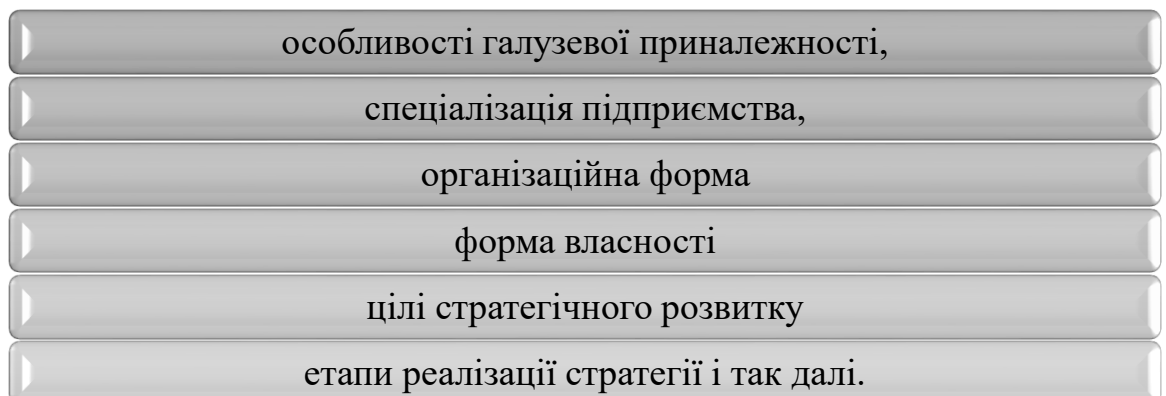 особливості галузевої приналежності,
спеціалізація підприємства,
організаційна форма
форма власності
цілі стратегічного розвитку
етапи реалізації стратегії і так далі.